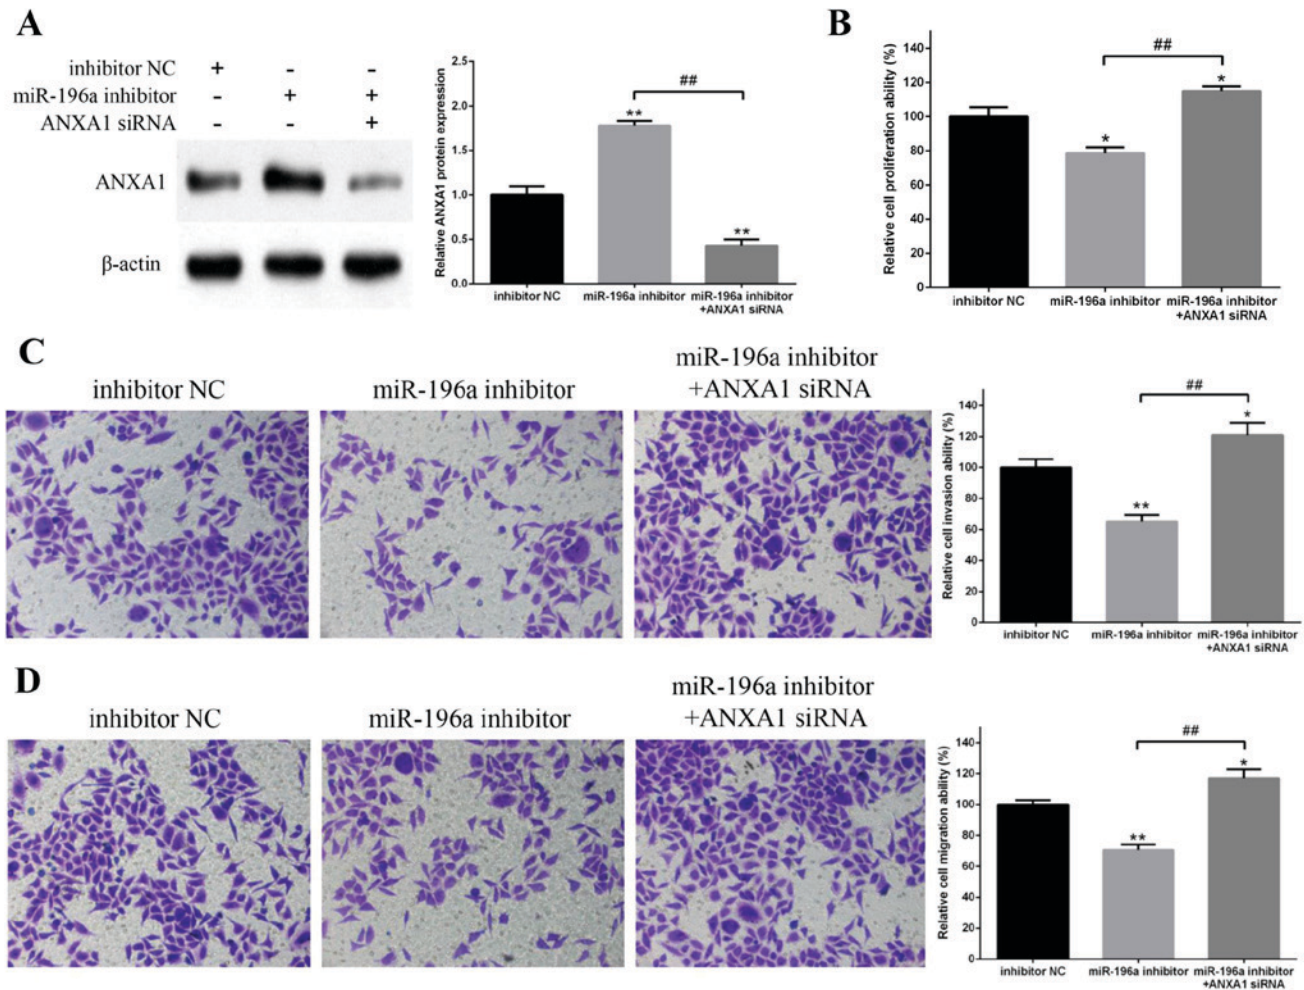 A
inhibitor NC + - -
miR-196a inhibitor - + +
ANXA1 siRNA - - +
ANXA1
β-actin
Relative ANXA1 protein expression
2.5
2.0
1.5
1.0
0.5
0.0
**
##
**
inhibitor NC
miR-196a inhibitor
miR-196a inhibitor
+ANXA1 siRNA
B
Relative cell proliferation ability (%)
140
120
100
80
60
40
20
0
*
##
*
inhibitor NC
miR-196a inhibitor
miR-196a inhibitor
+ANXA1 siRNA
C
inhibitor NC
miR-196a inhibitor
miR-196a inhibitor
+ANXA1 siRNA
Relative cell invasion ability (%)
140
120
100
80
60
40
20
0
**
##
*
inhibitor NC
miR-196a inhibitor
miR-196a inhibitor
+ANXA1 siRNA
D
inhibitor NC
miR-196a inhibitor
miR-196a inhibitor
+ANXA1 siRNA
Relative cell migration ability (%)
140
120
100
80
60
40
20
0
**
##
*
inhibitor NC
miR-196a inhibitor
miR-196a inhibitor
+ANXA1 siRNA